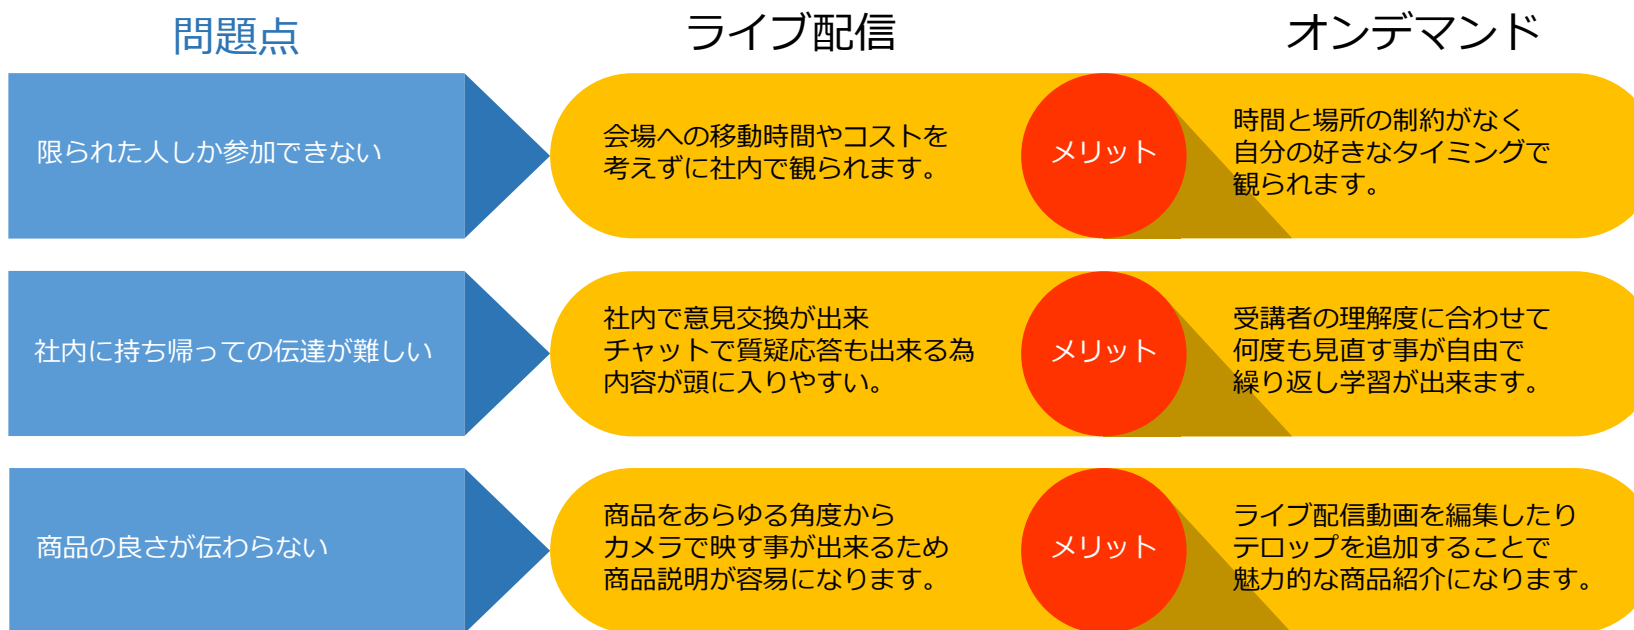 問題点
ライブ配信
オンデマンド
限られた人しか参加できない
会場への移動時間やコストを
考えずに社内で観られます。
メリット
時間と場所の制約がなく
自分の好きなタイミングで
観られます。
社内に持ち帰っての伝達が難しい
社内で意見交換が出来
チャットで質疑応答も出来る為
内容が頭に入りやすい。
メリット
受講者の理解度に合わせて
何度も見直す事が自由で
繰り返し学習が出来ます。
商品の良さが伝わらない
商品をあらゆる角度から
カメラで映す事が出来るため
商品説明が容易になります。
メリット
ライブ配信動画を編集したり
テロップを追加することで
魅力的な商品紹介になります。